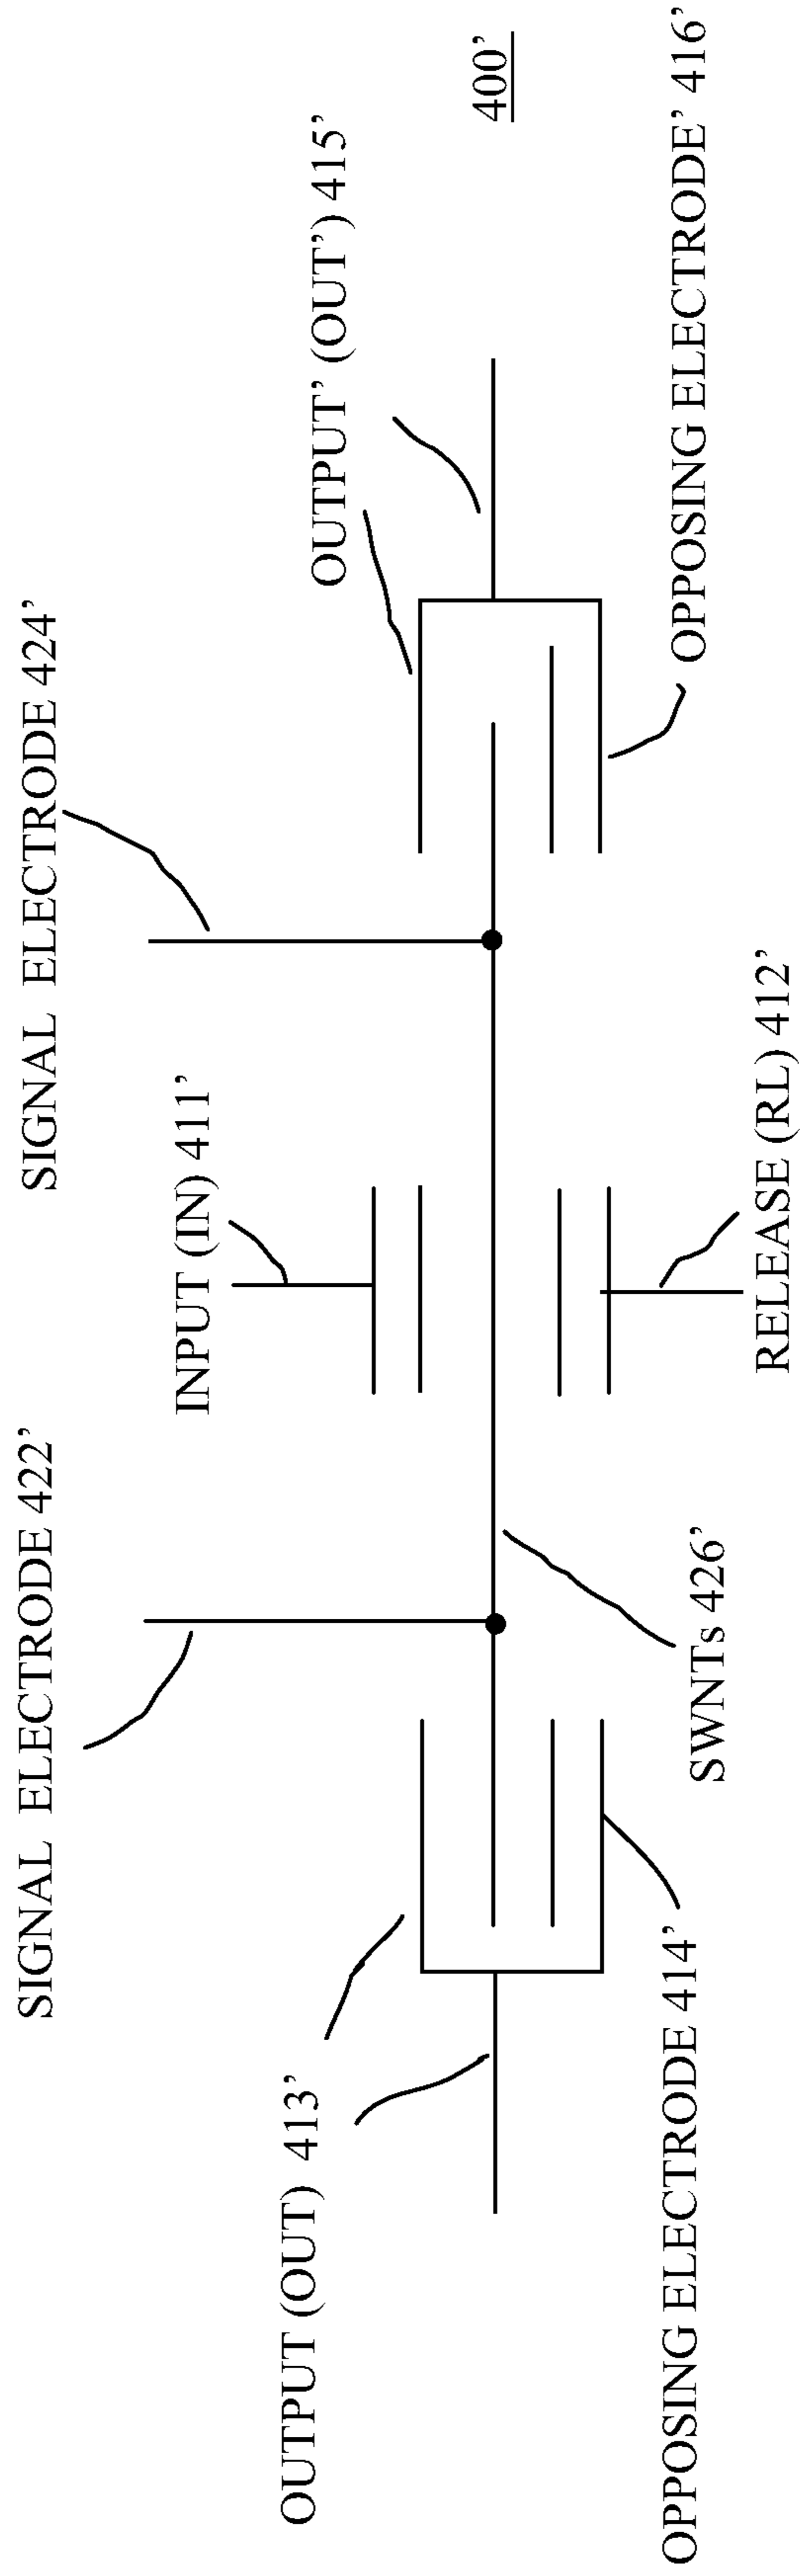 400’
SIGNAL ELECTRODE 422’
SIGNAL ELECTRODE 424’
INPUT (IN) 411’
OUTPUT (OUT) 413’
OUTPUT’ (OUT’) 415’
OPPOSING ELECTRODE 414’
SWNTs 426’
RELEASE (RL) 412’
OPPOSING ELECTRODE’ 416’